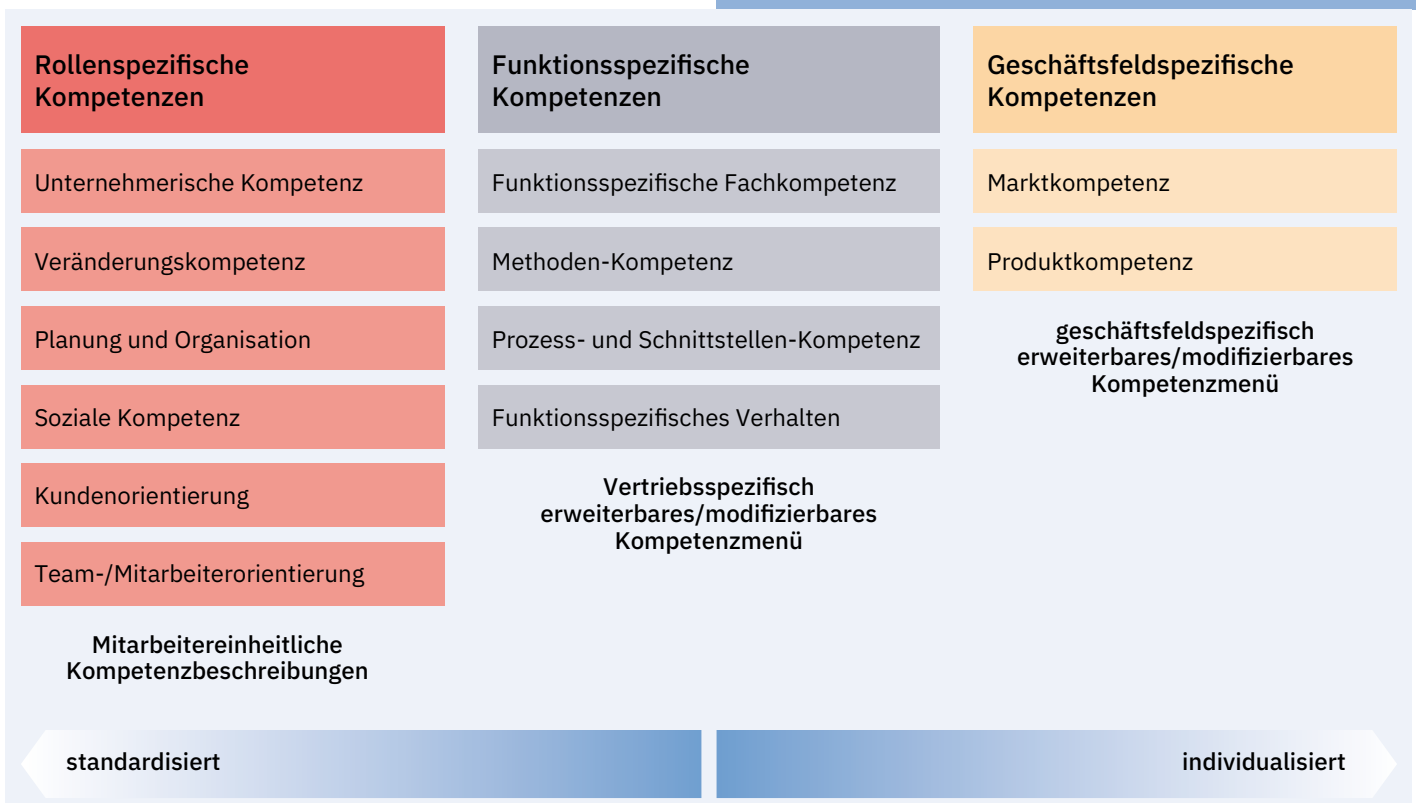 Rollenspezifische
Kompetenzen
Unternehmerische Kompetenz
Veränderungskompetenz
Planung und Organisation
Soziale Kompetenz
Kundenorientierung
Team-/Mitarbeiterorientierung
Mitarbeitereinheitliche
Kompetenzbeschreibungen
Funktionsspezifische
Kompetenzen
Funktionsspezifische Fachkompetenz
Methoden-Kompetenz
Prozess- und Schnittstellen-Kompetenz
Funktionsspezifisches Verhalten
Vertriebsspezifisch
erweiterbares/modifizierbares
Kompetenzmenü
Geschäftsfeldspezifische
Kompetenzen
Marktkompetenz
Produktkompetenz
geschäftsfeldspezifisch
erweiterbares/modifizierbares
Kompetenzmenü
standardisiert
individualisiert